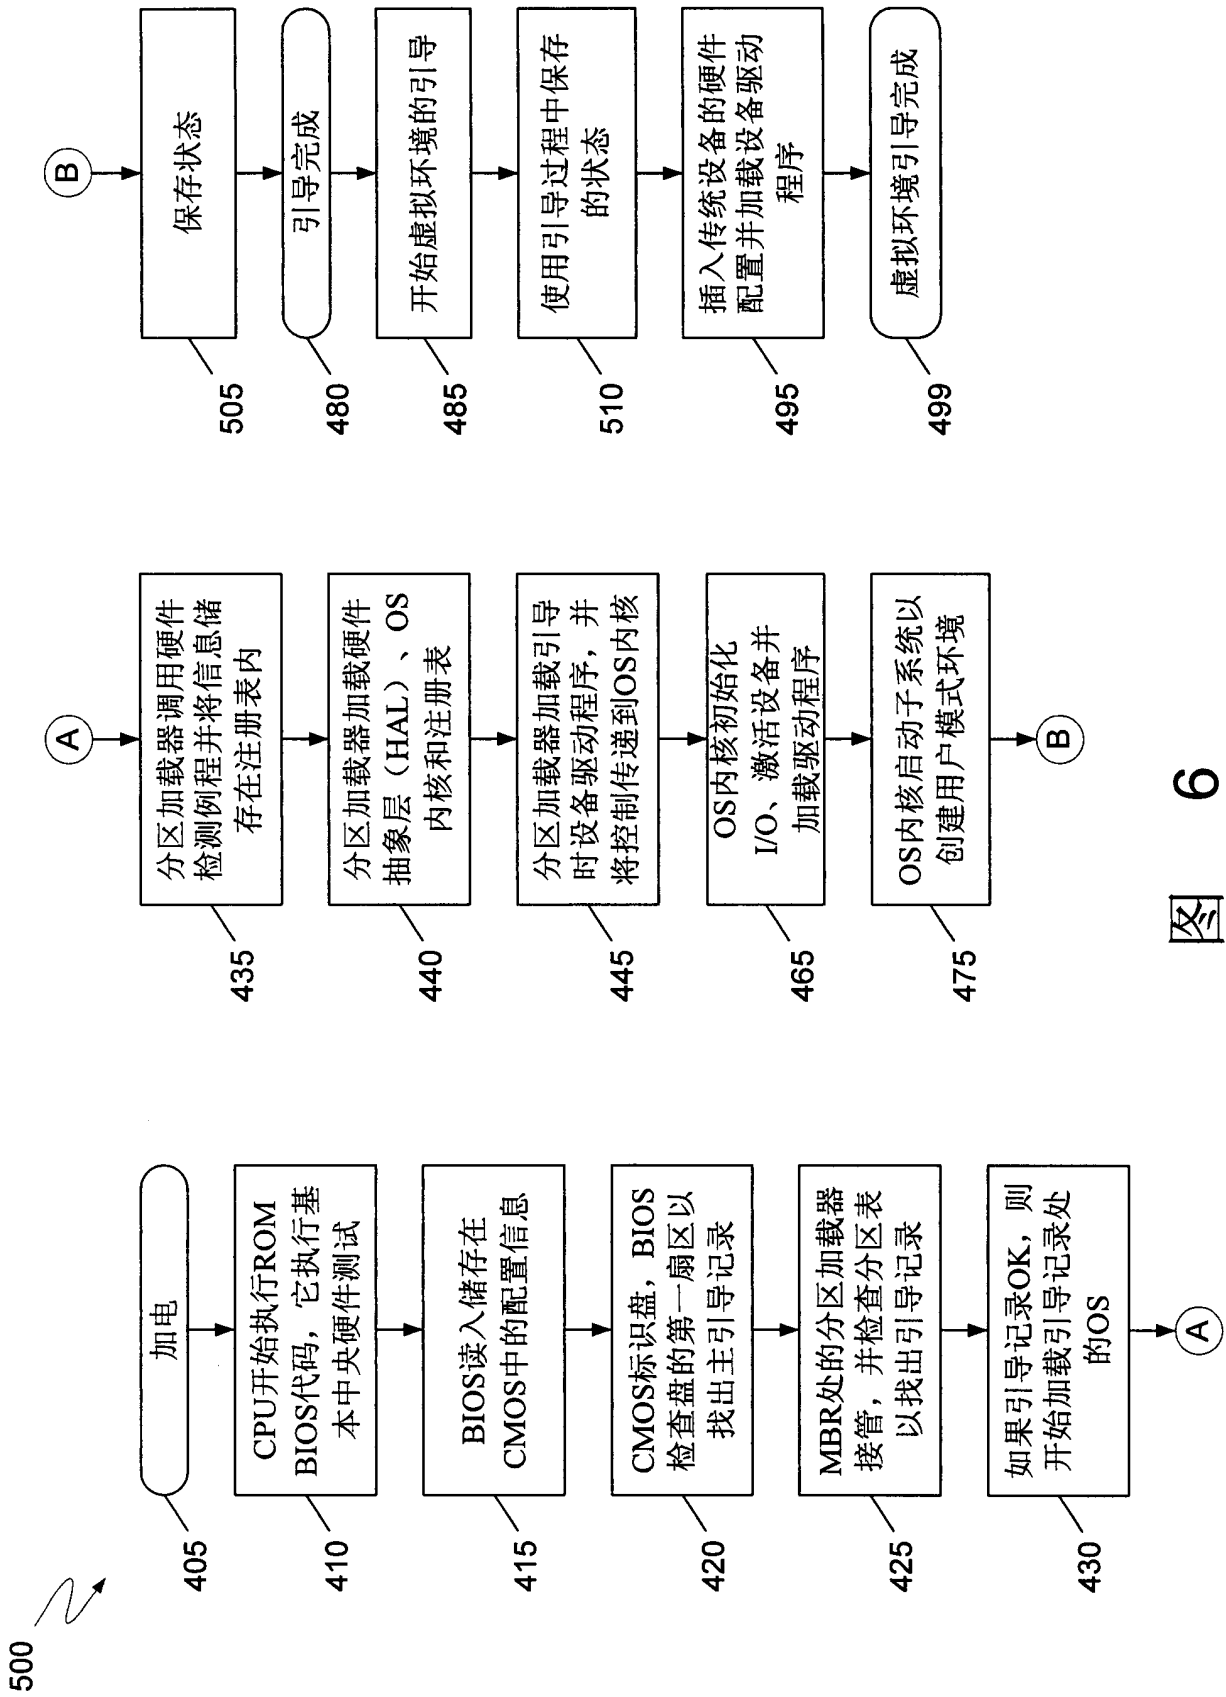 500
加电
405
CPU开始执行ROM
BIOS代码，它执行基
本中央硬件测试
410
BIOS读入储存在
CMOS中的配置信息
415
CMOS标识盘，BIOS
检查盘的第一扇区以
找出主引导记录
420
MBR处的分区加载器
接管，并检查分区表
以找出引导记录
425
如果引导记录OK，则
开始加载引导记录处
的OS
430
A
A
分区加载器调用硬件
检测例程并将信息储
存在注册表内
435
分区加载器加载硬件
抽象层（HAL）、OS
内核和注册表
440
分区加载器加载引导
时设备驱动程序，并
将控制传递到OS内核
445
OS内核初始化
I/O、激活设备并
加载驱动程序
465
OS内核启动子系统以
创建用户模式环境
475
B
B
保存状态
505
引导完成
480
开始虚拟环境的引导
485
使用引导过程中保存
的状态
510
插入传统设备的硬件
配置并加载设备驱动
程序
495
虚拟环境引导完成
499
图 6